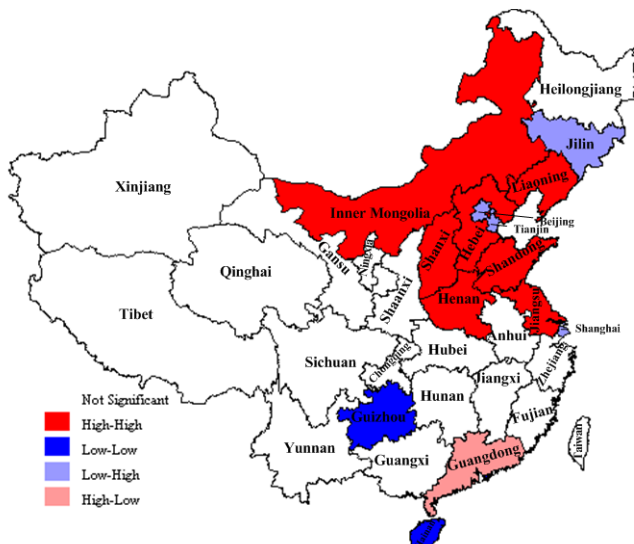 Heilongjiang
Jilin
Xinjiang
Liaoning
Inner Mongolia
Beijing
Tianjin
Hebei
Shanxi
Gansu
Ningxia
Qinghai
Shandong
Shaanxi
Henan
Tibet
Jiangsu
Shanghai
Anhui
Hubei
Chongqing
Sichuan
Zhejiang
Hunan
Jiangxi
Guizhou
Fujian
Taiwan
Yunnan
Guangxi
Guangdong
Not Significant
High-High
Low-Low
Low-High
High-Low